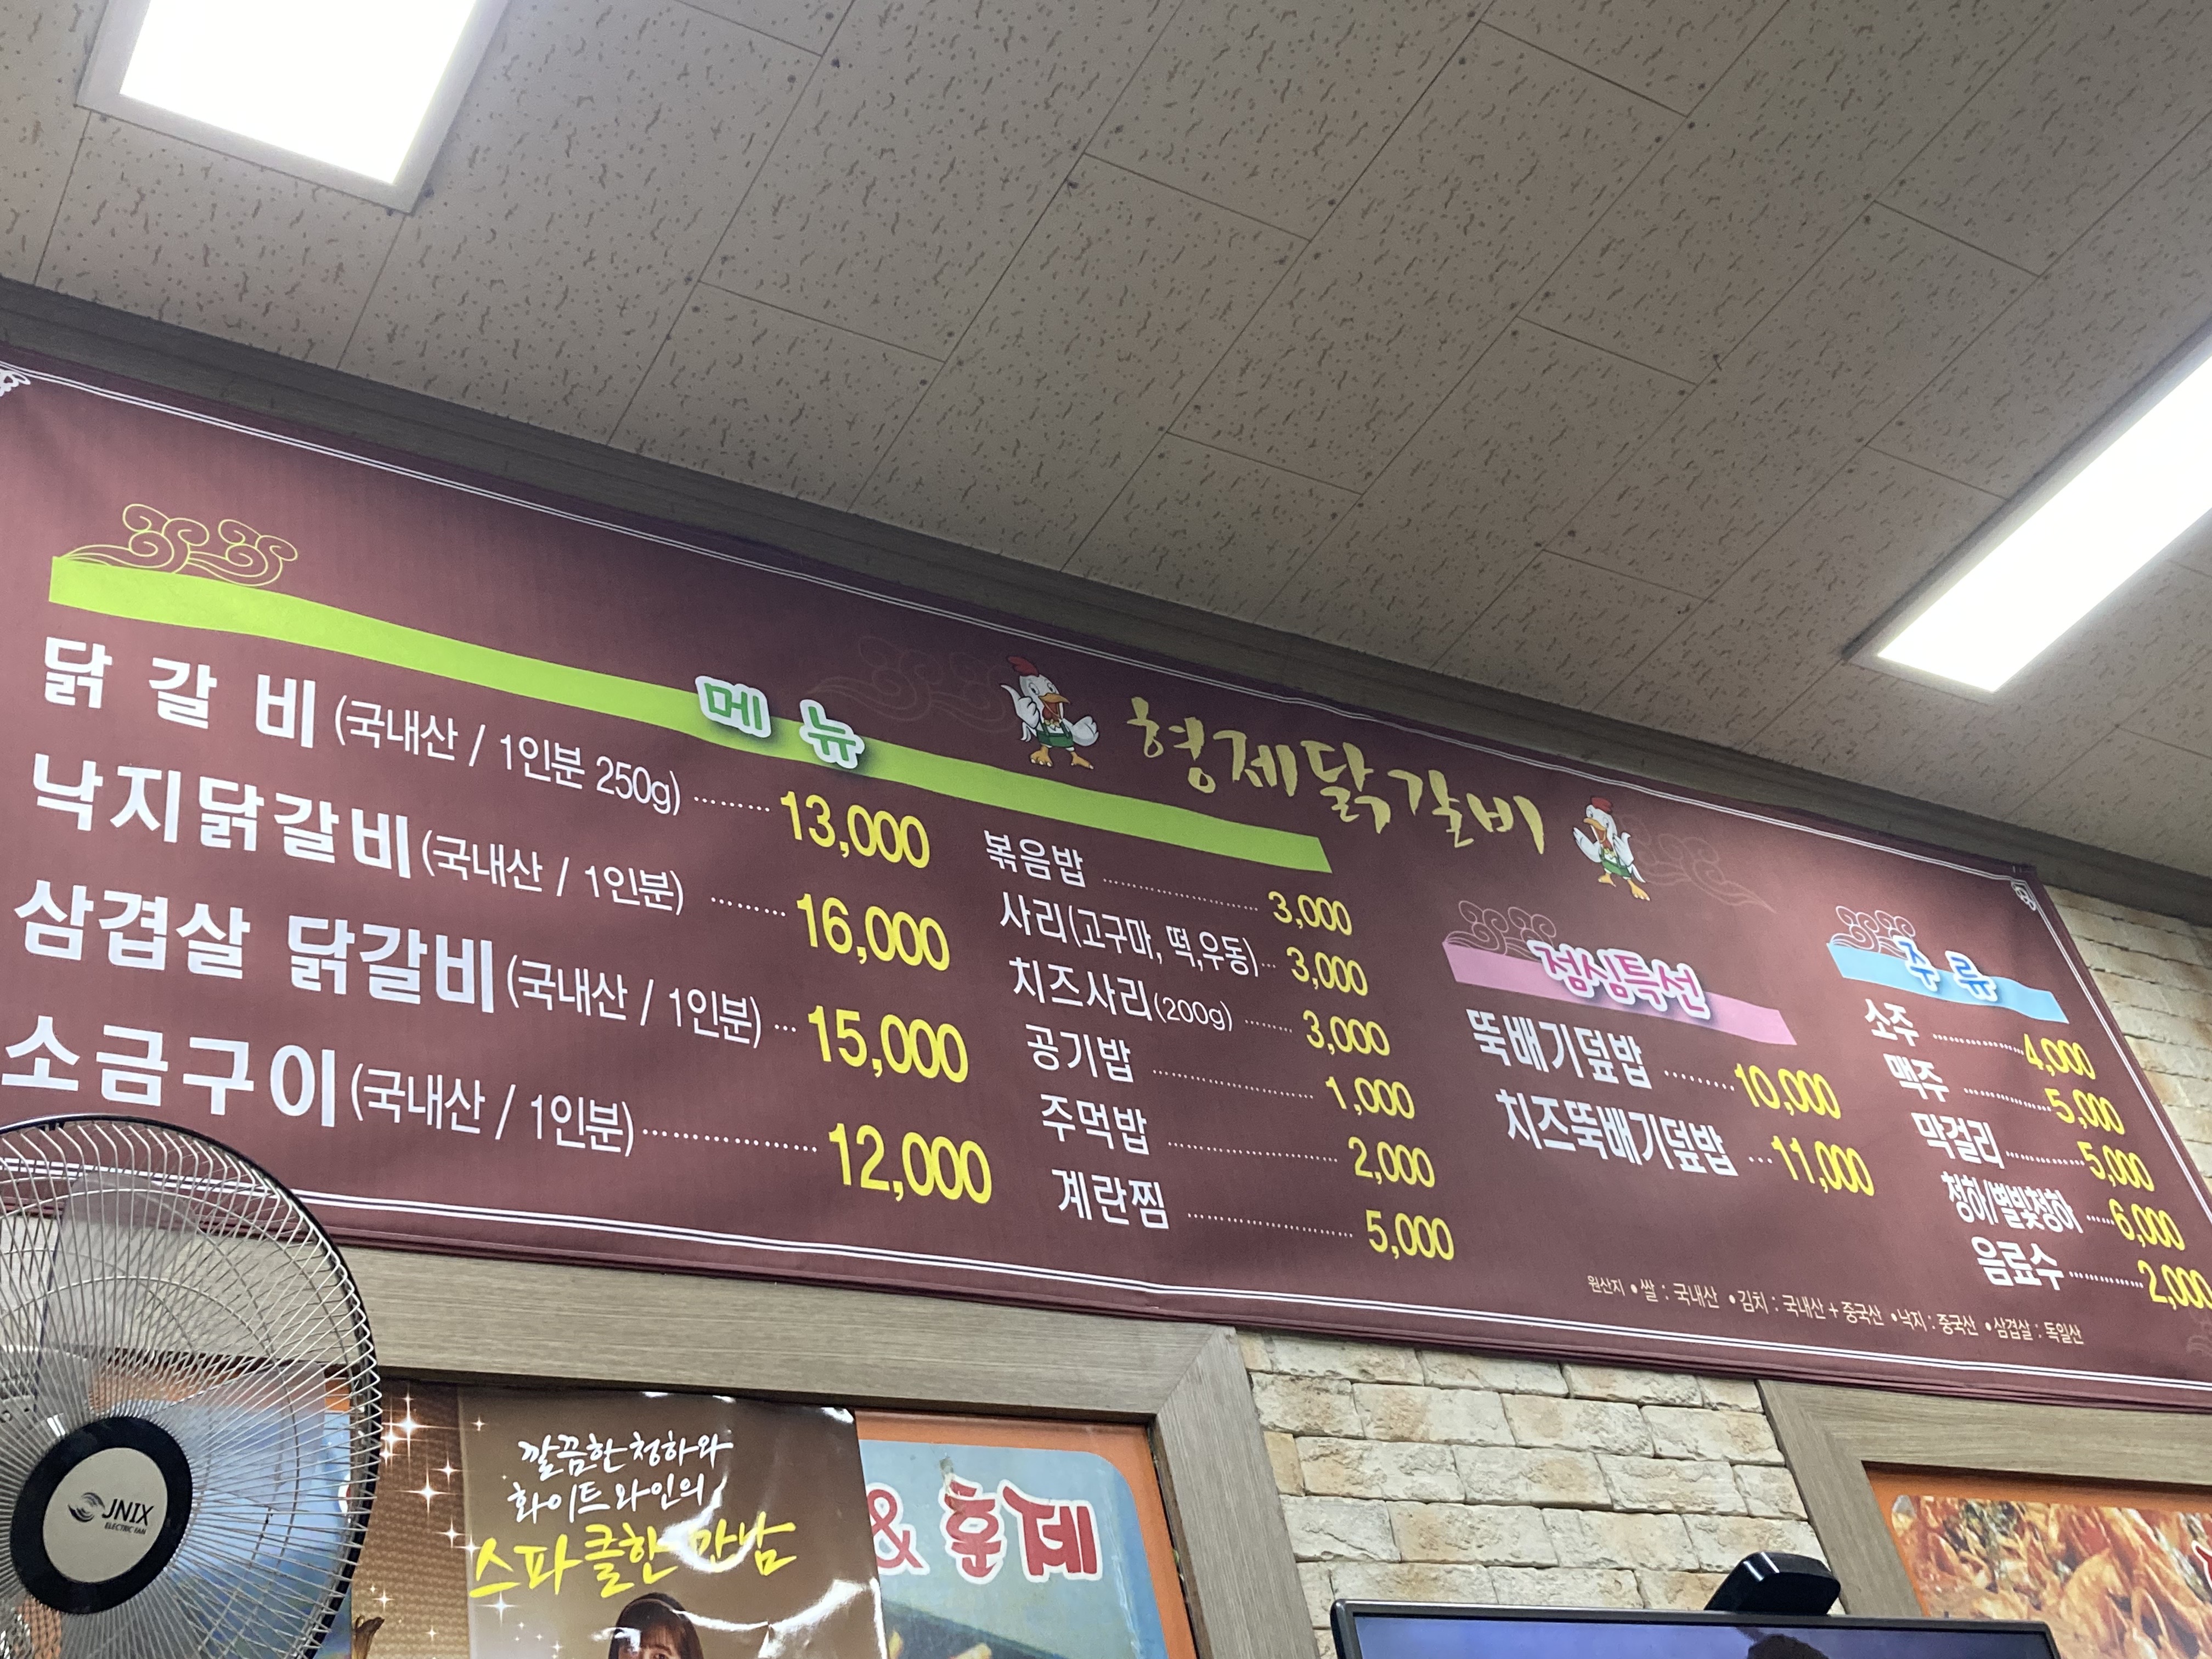 메뉴
닭 갈 비 (국내산 / 1인분 250g) ········ 13,000
낙지닭갈비 (국내산 / 1인분) ········ 16,000
삼겹살 닭갈비 (국내산 / 1인분) ··· 15,000
소금구이 (국내산 / 1인분) ················ 12,000
볶음밥 ···················· 3,000
사리(고구마, 떡,우동)··· 3,000
치즈사리(200g) ········ 3,000
공기밥 ···················· 1,000
주먹밥 ···················· 2,000
계란찜 ···················· 5,000
형제닭갈비
점심특선
뚝배기덮밥 ········· 10,000
치즈뚝배기덮밥 ··· 11,000
주 류
소주 ················ 4,000
맥주 ················ 5,000
막걸리 ·············· 5,000
청하/별빛청하 ······ 6,000
음료수 ·············· 2,000
원산지 •쌀 : 국내산 •김치 : 국내산 + 중국산 •낙지 : 중국산 •삼겹살 : 독일산
깔끔한 청하와
화이트 와인의
스파클한 만남
& 훈제
JNIX
ELECTRIC FAN